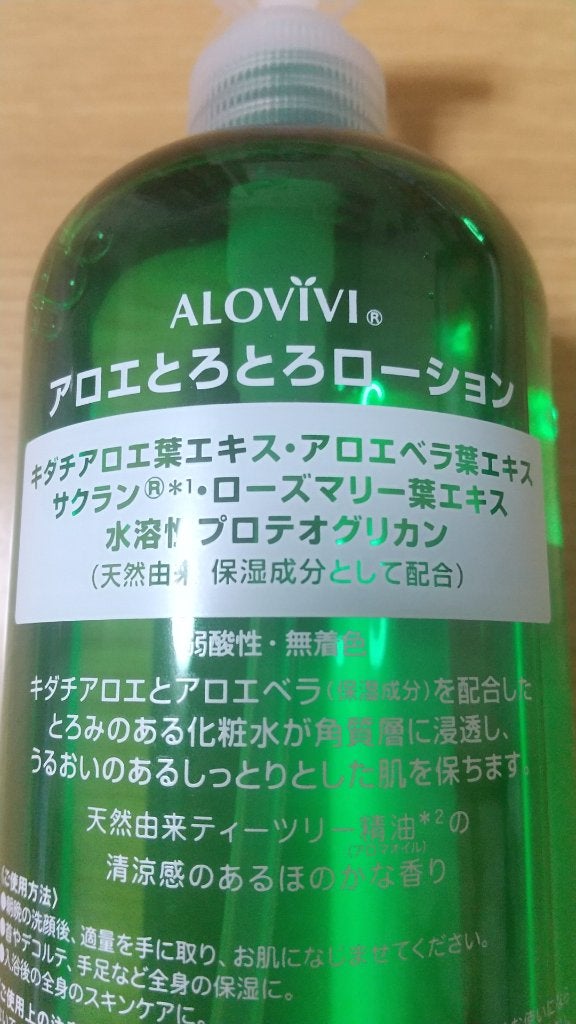 ALOVIVI®
アロエとろとろローション
キダチアロエ葉エキス・アロエベラ葉エキス
サクラン®*1・ローズマリー葉エキス
水溶性プロテオグリカン
(天然由来 保湿成分として配合)
弱酸性・無着色
キダチアロエとアロエベラ(保湿成分)を配合した
とろみのある化粧水が角質層に浸透し、
うるおいのあるしっとりとした肌を保ちます。
天然由来ティーツリー精油*2の
(アロマオイル)
清涼感のあるほのかな香り
〈ご使用方法〉
●朝晩の洗顔後、適量を手に取り、お肌になじませてください。
●首やデコルテ、手足など全身の保湿に。
●入浴後の全身のスキンケアに。